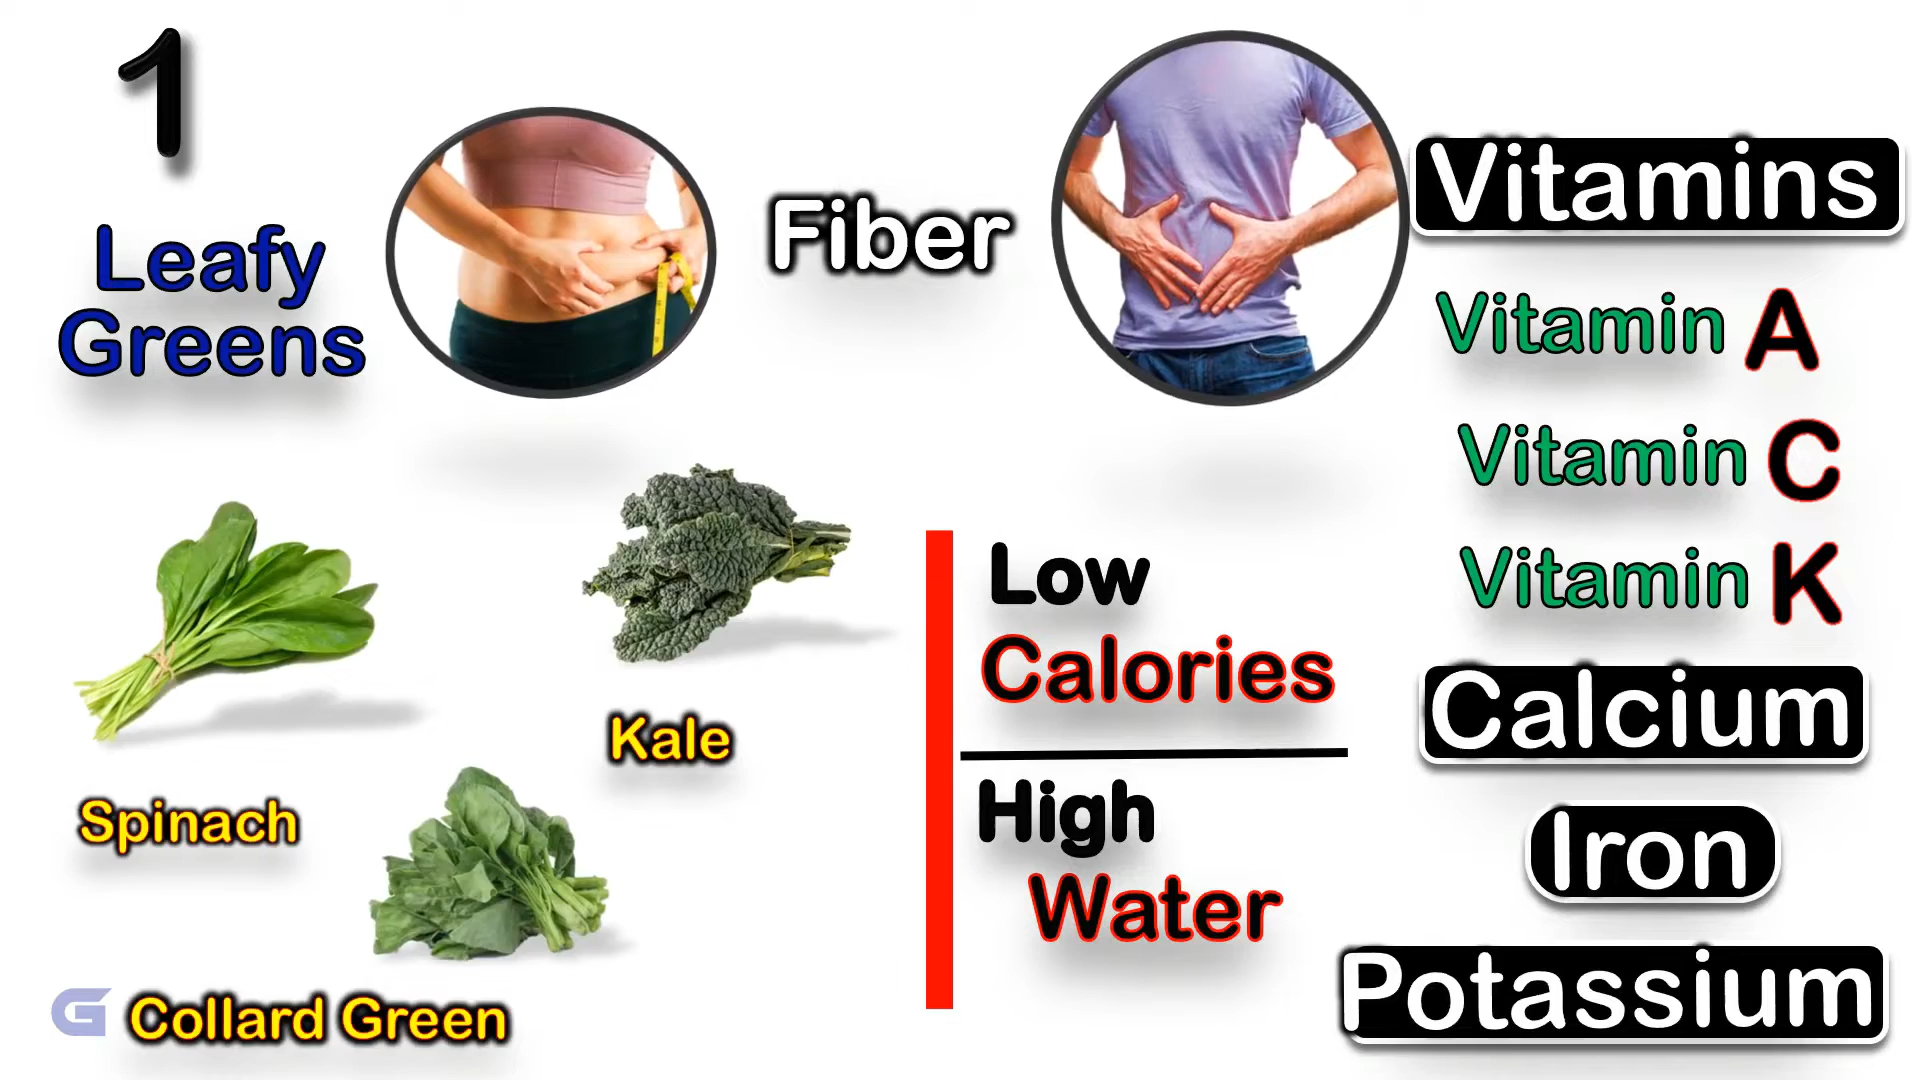 1
Leafy
Greens
Fiber
Vitamins
Vitamin A
Vitamin C
Vitamin K
Calcium
Iron
Potassium
Low
Calories
High
Water
Spinach
Kale
Collard Green
G